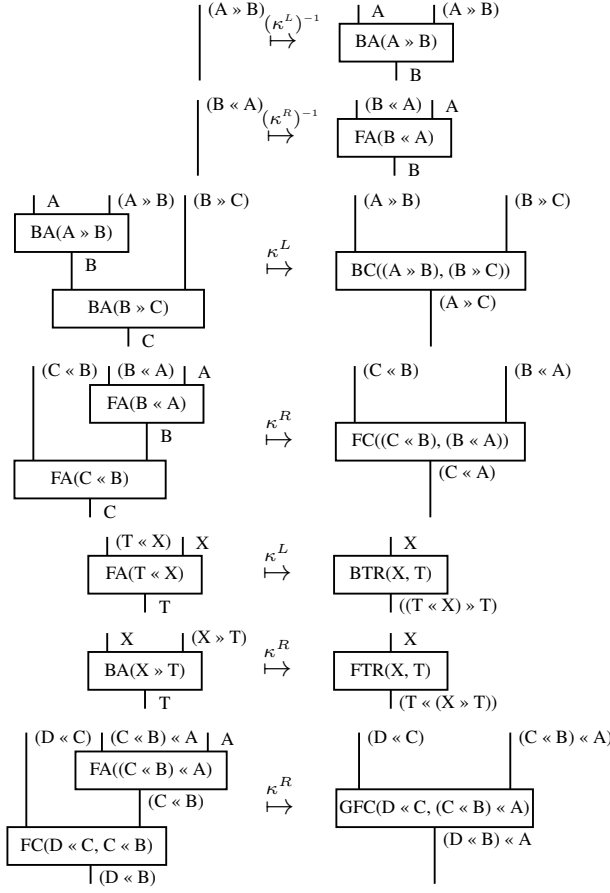 (A » B) (κ^L)^{-1} ↦ A (A » B)
BA(A » B)
B
(B « A) (κ^R)^{-1} ↦ (B « A) A
FA(B « A)
B
A (A » B) (B » C) (A » B) (B » C)
BA(A » B)
B κ^L ↦ BC((A » B), (B » C))
BA(B » C) (A » C)
C
(C « B) (B « A) A (C « B) (B « A)
FA(B « A)
B κ^R ↦ FC((C « B), (B « A))
FA(C « B) (C « A)
C
(T « X) X κ^L ↦ X
FA(T « X) BTR(X, T)
T ((T « X) » T)
X (X » T) κ^R ↦ X
BA(X » T) FTR(X, T)
T (T « (X » T))
(D « C) (C « B) « A A (D « C) (C « B) « A)
FA((C « B) « A)
(C « B) κ^R ↦ GFC(D « C, (C « B) « A)
FC(D « C, C « B) (D « B) « A
(D « B)